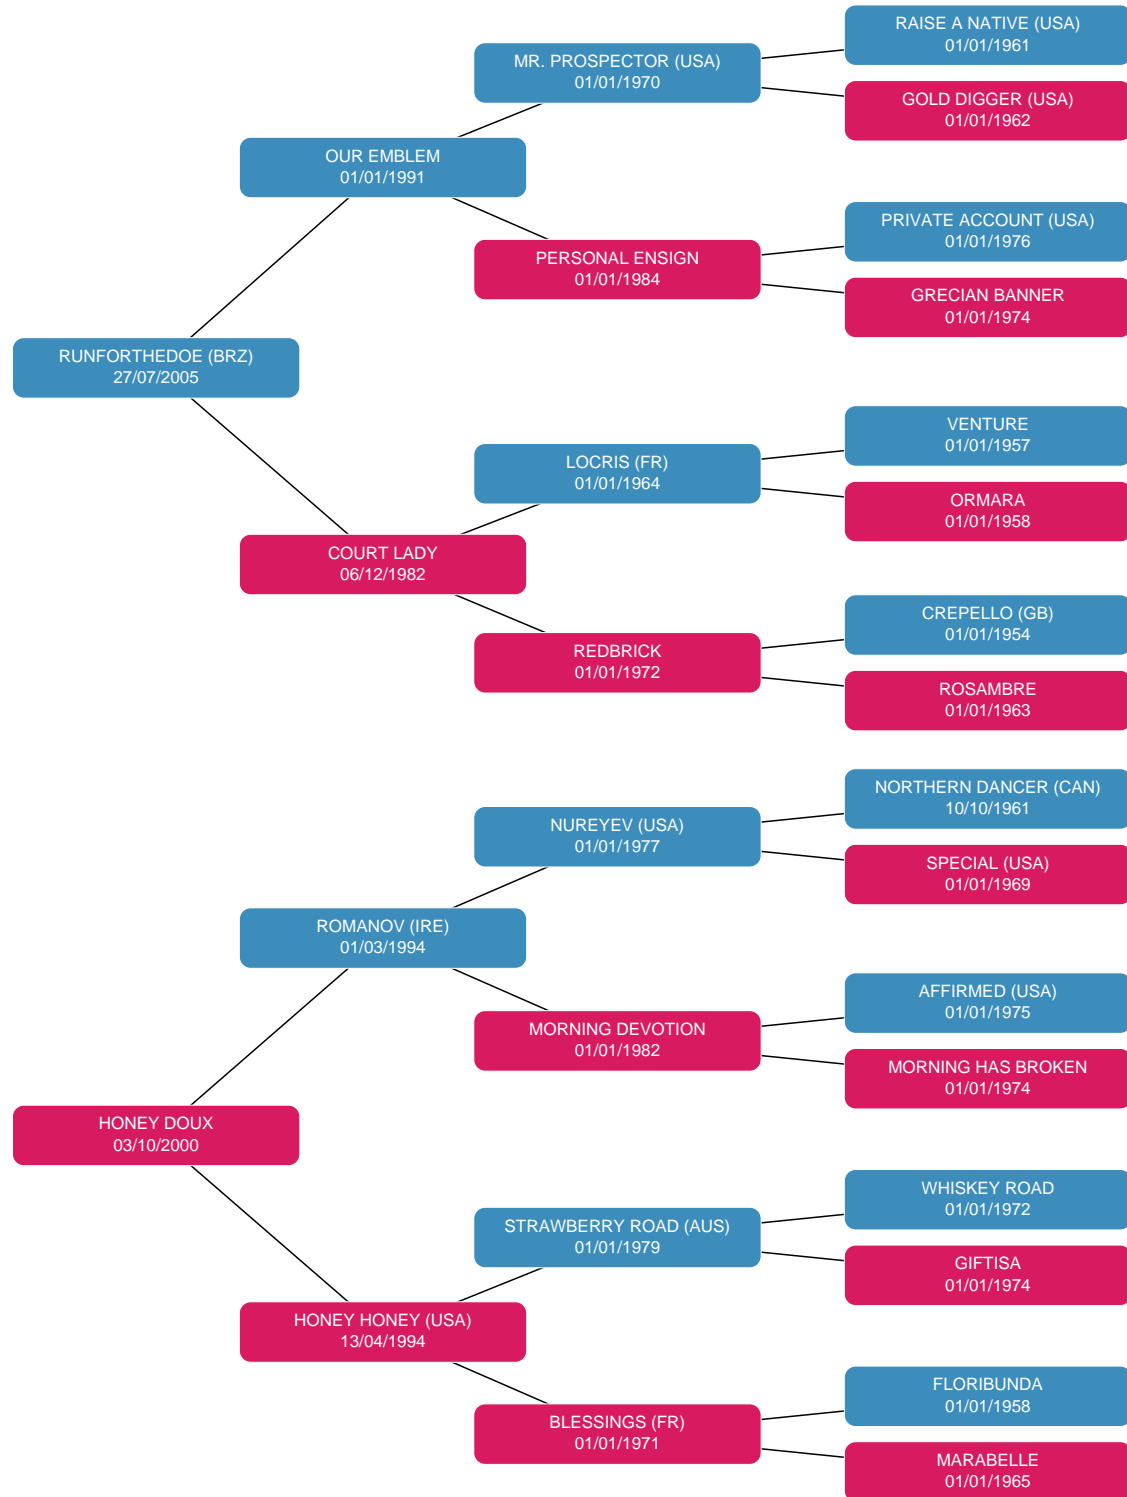 RAISE A NATIVE (USA)
01/01/1961
MR. PROSPECTOR (USA)
01/01/1970
GOLD DIGGER (USA)
01/01/1962
OUR EMBLEM
01/01/1991
PRIVATE ACCOUNT (USA)
01/01/1976
PERSONAL ENSIGN
01/01/1984
GRECIAN BANNER
01/01/1974
RUNFORTHEDOE (BRZ)
27/07/2005
VENTURE
01/01/1957
LOCRIS (FR)
01/01/1964
ORMARA
01/01/1958
COURT LADY
06/12/1982
CREPELLO (GB)
01/01/1954
REDBRICK
01/01/1972
ROSAMBRE
01/01/1963
NORTHERN DANCER (CAN)
10/10/1961
NUREYEV (USA)
01/01/1977
SPECIAL (USA)
01/01/1969
ROMANOV (IRE)
01/03/1994
AFFIRMED (USA)
01/01/1975
MORNING DEVOTION
01/01/1982
MORNING HAS BROKEN
01/01/1974
HONEY DOUX
03/10/2000
WHISKEY ROAD
01/01/1972
STRAWBERRY ROAD (AUS)
01/01/1979
GIFTISA
01/01/1974
HONEY HONEY (USA)
13/04/1994
FLORIBUNDA
01/01/1958
BLESSINGS (FR)
01/01/1971
MARABELLE
01/01/1965